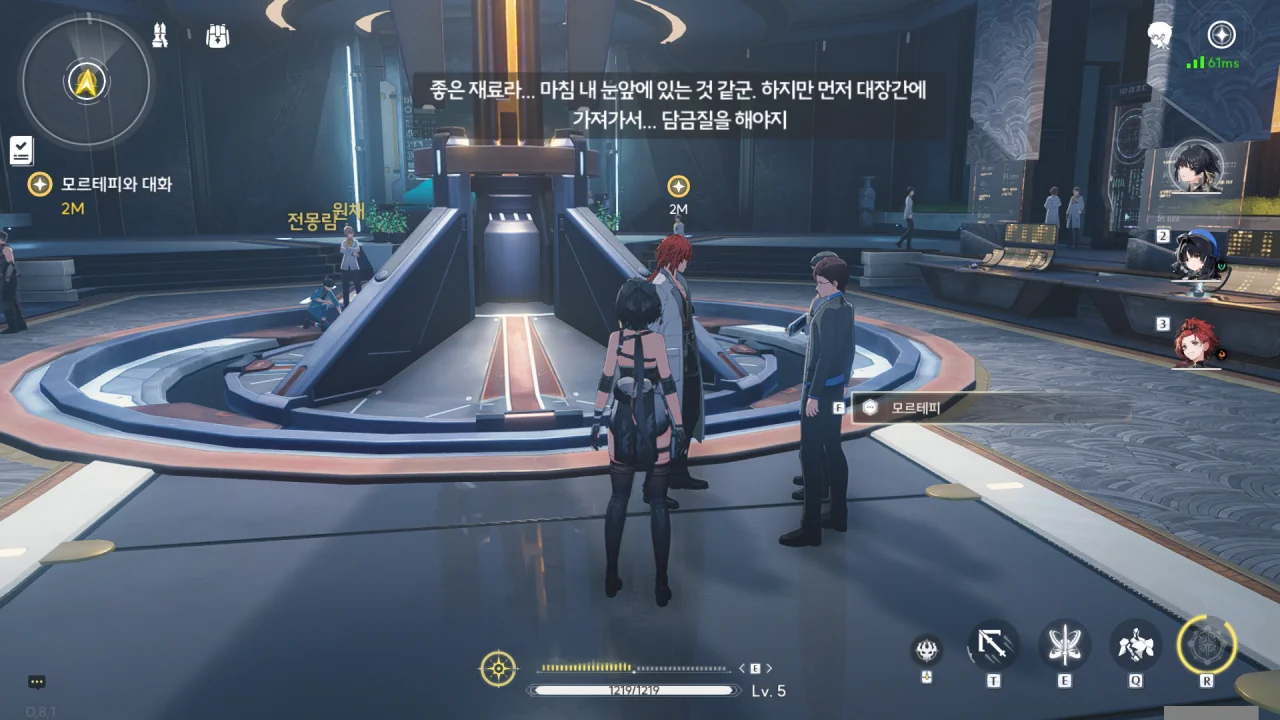 61ms
좋은 재료라... 마침 내 눈앞에 있는 것 같군. 하지만 먼저 대장간에
가져가서... 담금질을 해야지
모르테피와 대화
2M
2M
원채
전몽림
2
3
F
모르테피
T
E
Q
R
E
1219/1219
Lv. 5
0.8.1